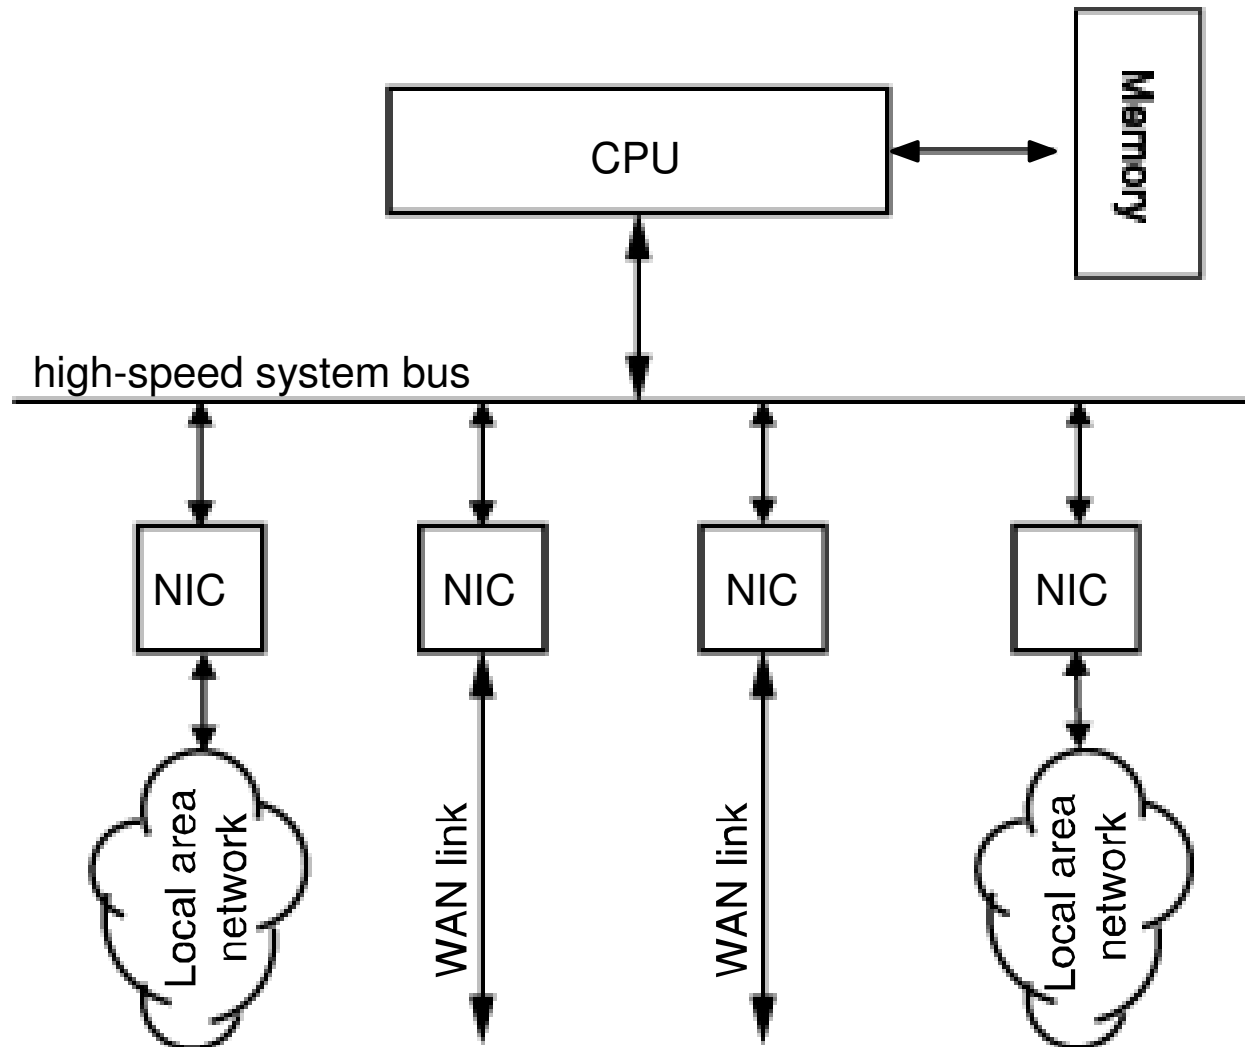 Memory
CPU
high-speed system bus
NIC
NIC
NIC
NIC
Local area
network
WAN link
WAN link
Local area
network